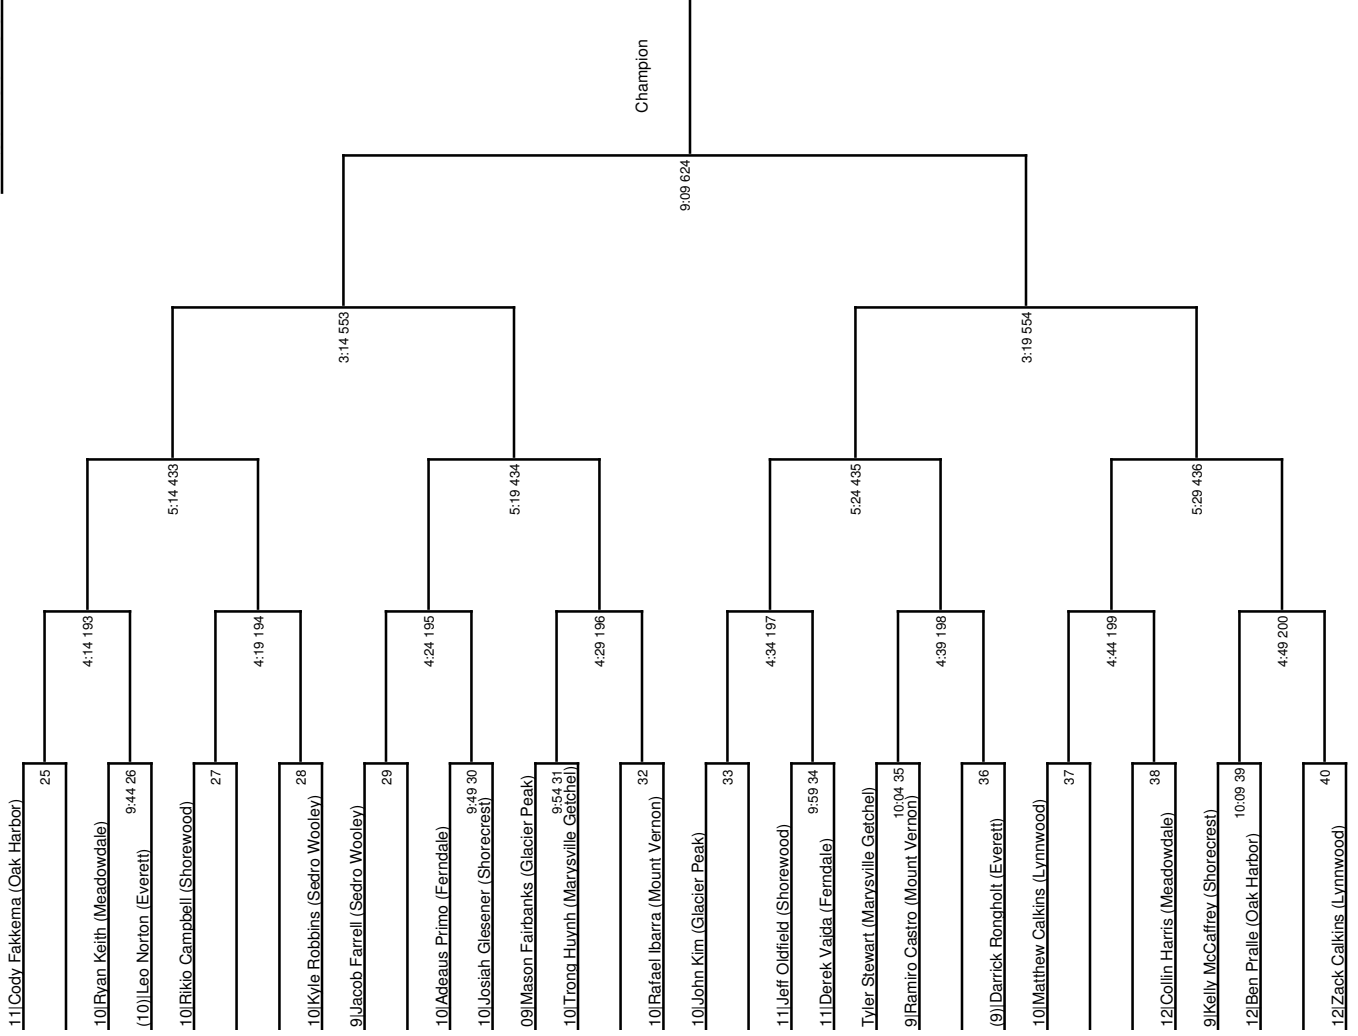 Champion
9:09 624
3:14 553
3:19 554
5:14 433
5:19 434
5:24 435
5:29 436
4:14 193
4:19 194
4:24 195
4:29 196
4:34 197
4:39 198
4:44 199
4:49 200
11|Cody Fakkema (Oak Harbor)
25
10|Ryan Keith (Meadowdale)
9:44 26
(10)|Leo Norton (Everett)
10|Rikio Campbell (Shorewood)
27
28
10|Kyle Robbins (Sedro Wooley)
9|Jacob Farrell (Sedro Wooley)
29
10|Adeaus Primo (Ferndale)
9:49 30
10|Josiah Glesener (Shorecrest)
09|Mason Fairbanks (Glacier Peak)
9:54 31
10|Trong Huynh (Marysville Getchel)
32
10|Rafael Ibarra (Mount Vernon)
10|John Kim (Glacier Peak)
33
11|Jeff Oldfield (Shorewood)
9:59 34
11|Derek Vaida (Ferndale)
Tyler Stewart (Marysville Getchel)
10:04 35
9|Ramiro Castro (Mount Vernon)
36
(9)|Darrick Rongholt (Everett)
10|Matthew Calkins (Lynnwood)
37
38
12|Collin Harris (Meadowdale)
9|Kelly McCaffrey (Shorecrest)
10:09 39
12|Ben Pralle (Oak Harbor)
40
12|Zack Calkins (Lynnwood)